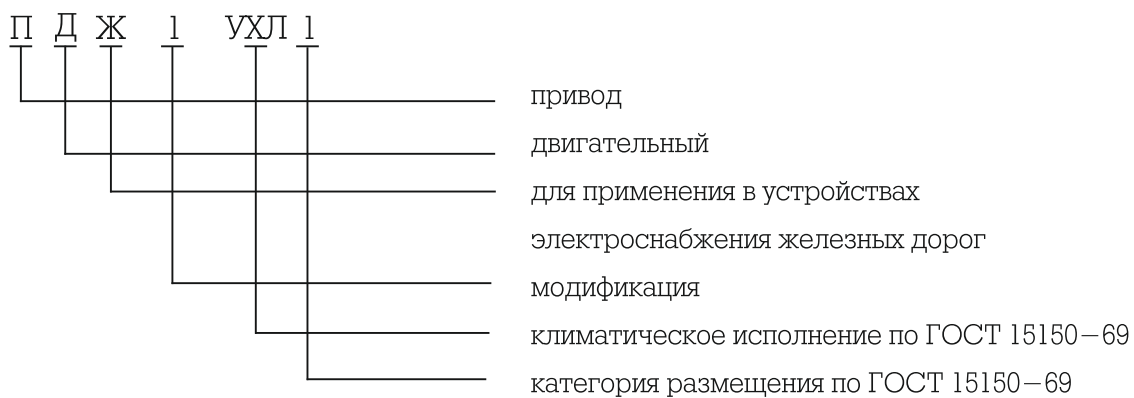 П Д Ж 1 УХЛ 1
привод
двигательный
для применения в устройствах
электроснабжения железных дорог
модификация
климатическое исполнение по ГОСТ 15150–69
категория размещения по ГОСТ 15150–69